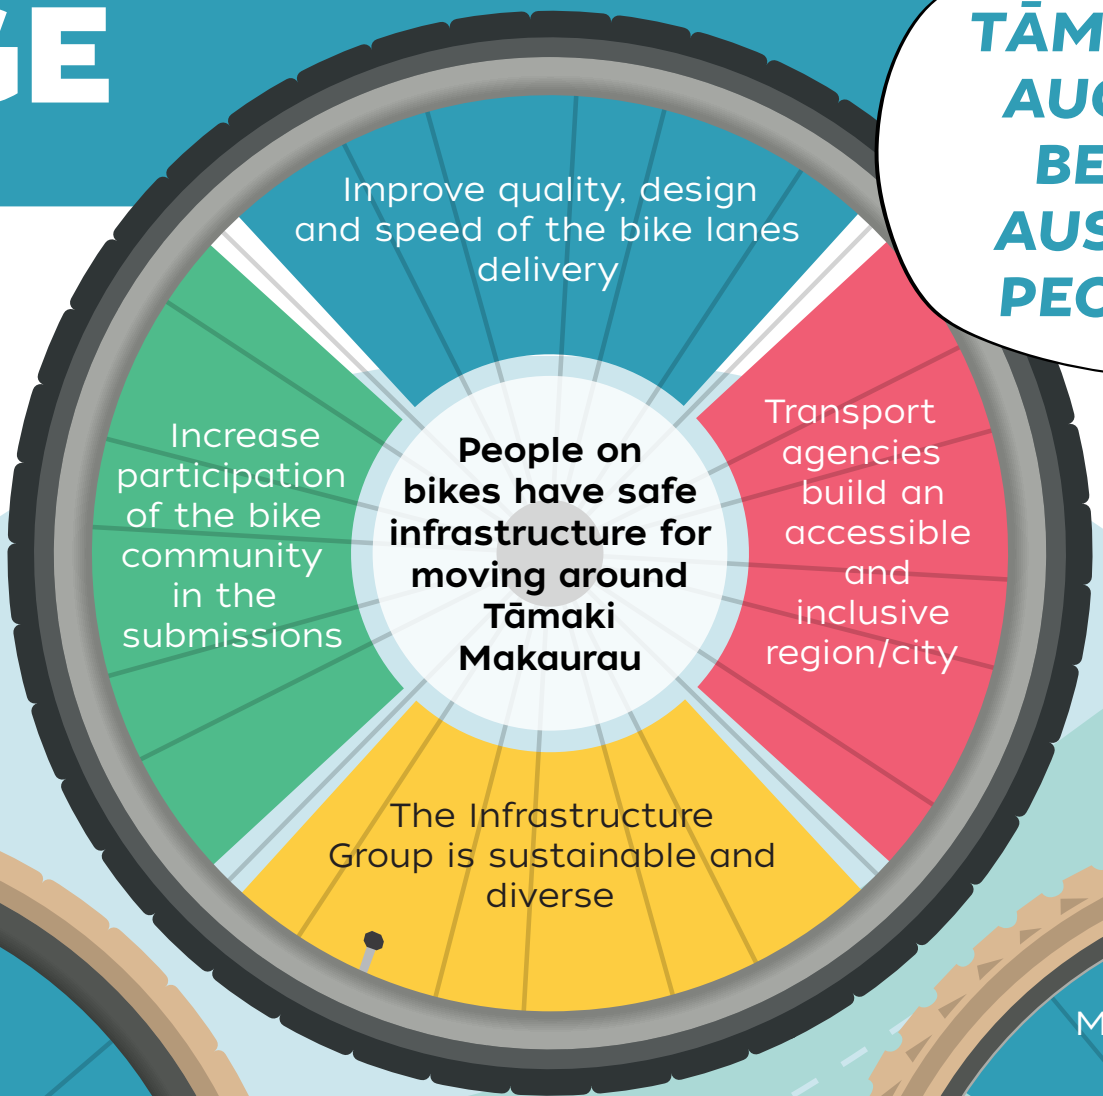 GE
TĀM
AUC
BE
AUS
PEO
Improve quality, design
and speed of the bike lanes
delivery
Increase
participation
of the bike
community
in the
submissions
People on
bikes have safe
infrastructure for
moving around
Tāmaki
Makaurau
Transport
agencies
build an
accessible
and
inclusive
region/city
The Infrastructure
Group is sustainable and
diverse
M